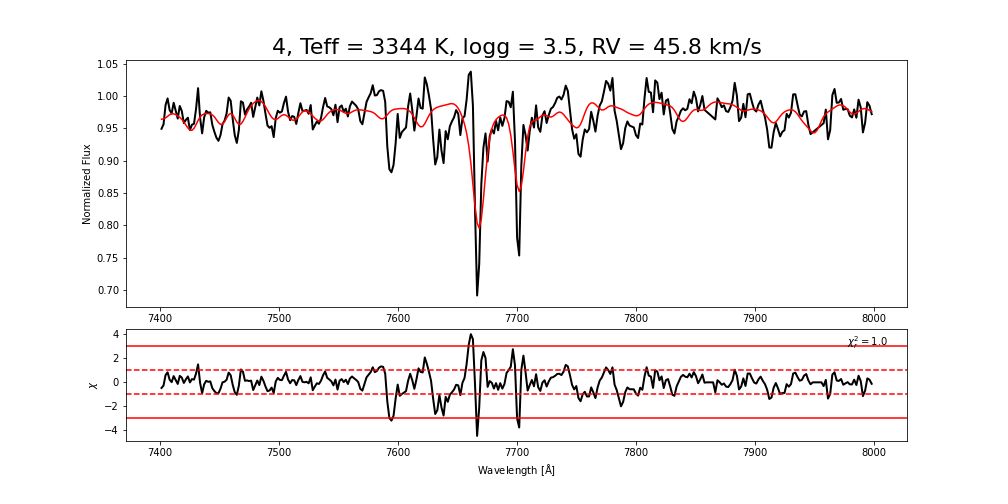 4, Teff = 3344 K, logg = 3.5, RV = 45.8 km/s
Normalized Flux
1.05
1.00
0.95
0.90
0.85
0.80
0.75
0.70
7400 7500 7600 7700 7800 7900 8000
χ
4
2
0
−2
−4
χ²ᵣ = 1.0
7400 7500 7600 7700 7800 7900 8000
Wavelength [Å]